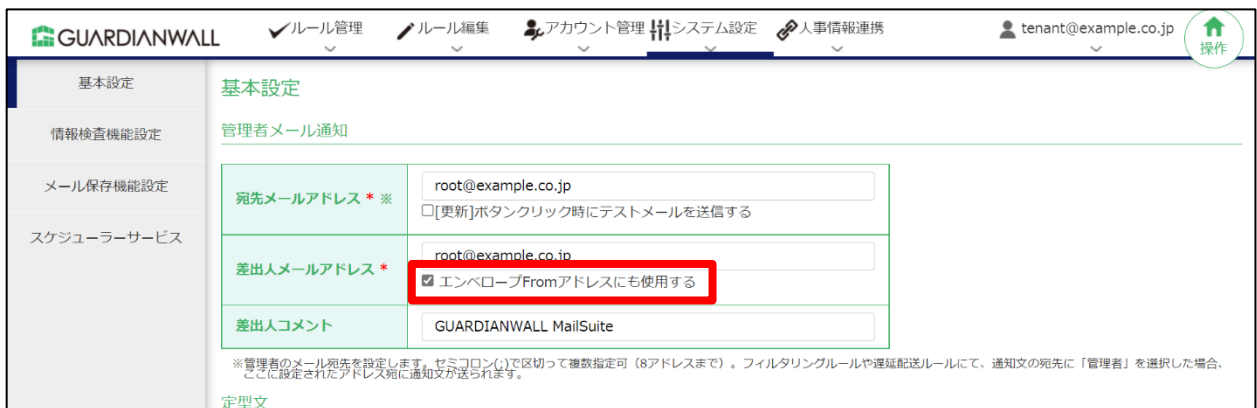 GUARDIANWALL
ルール管理 ルール編集 アカウント管理 システム設定 人事情報連携 tenant@example.co.jp 操作
基本設定
情報検査機能設定
メール保存機能設定
スケジューラーサービス
基本設定
管理者メール通知
宛先メールアドレス * ※
root@example.co.jp
[更新]ボタンクリック時にテストメールを送信する
差出人メールアドレス *
root@example.co.jp
エンベロープFromアドレスにも使用する
差出人コメント
GUARDIANWALL MailSuite
※管理者のメール宛先を設定します。セミコロン(;)で区切って複数指定可（8アドレスまで）。フィルタリングルールや遅延配送ルールにて、通知文の宛先に「管理者」を選択した場合、
ここに設定されたアドレス宛に通知文が送られます。
定型文